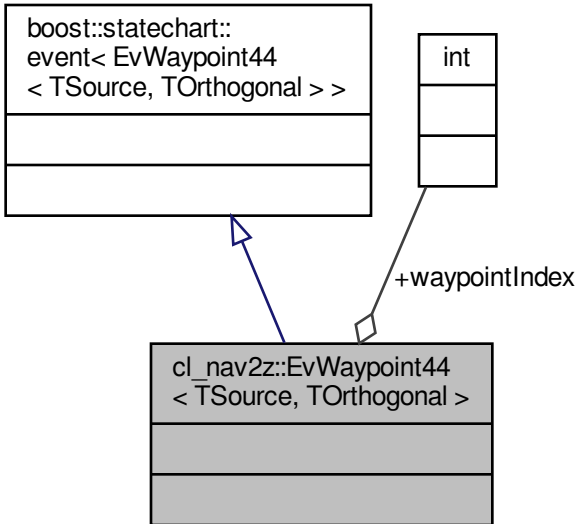 boost::statechart::
event< EvWaypoint44
< TSource, TOrthogonal > >
int
+waypointIndex
cl_nav2z::EvWaypoint44
< TSource, TOrthogonal >